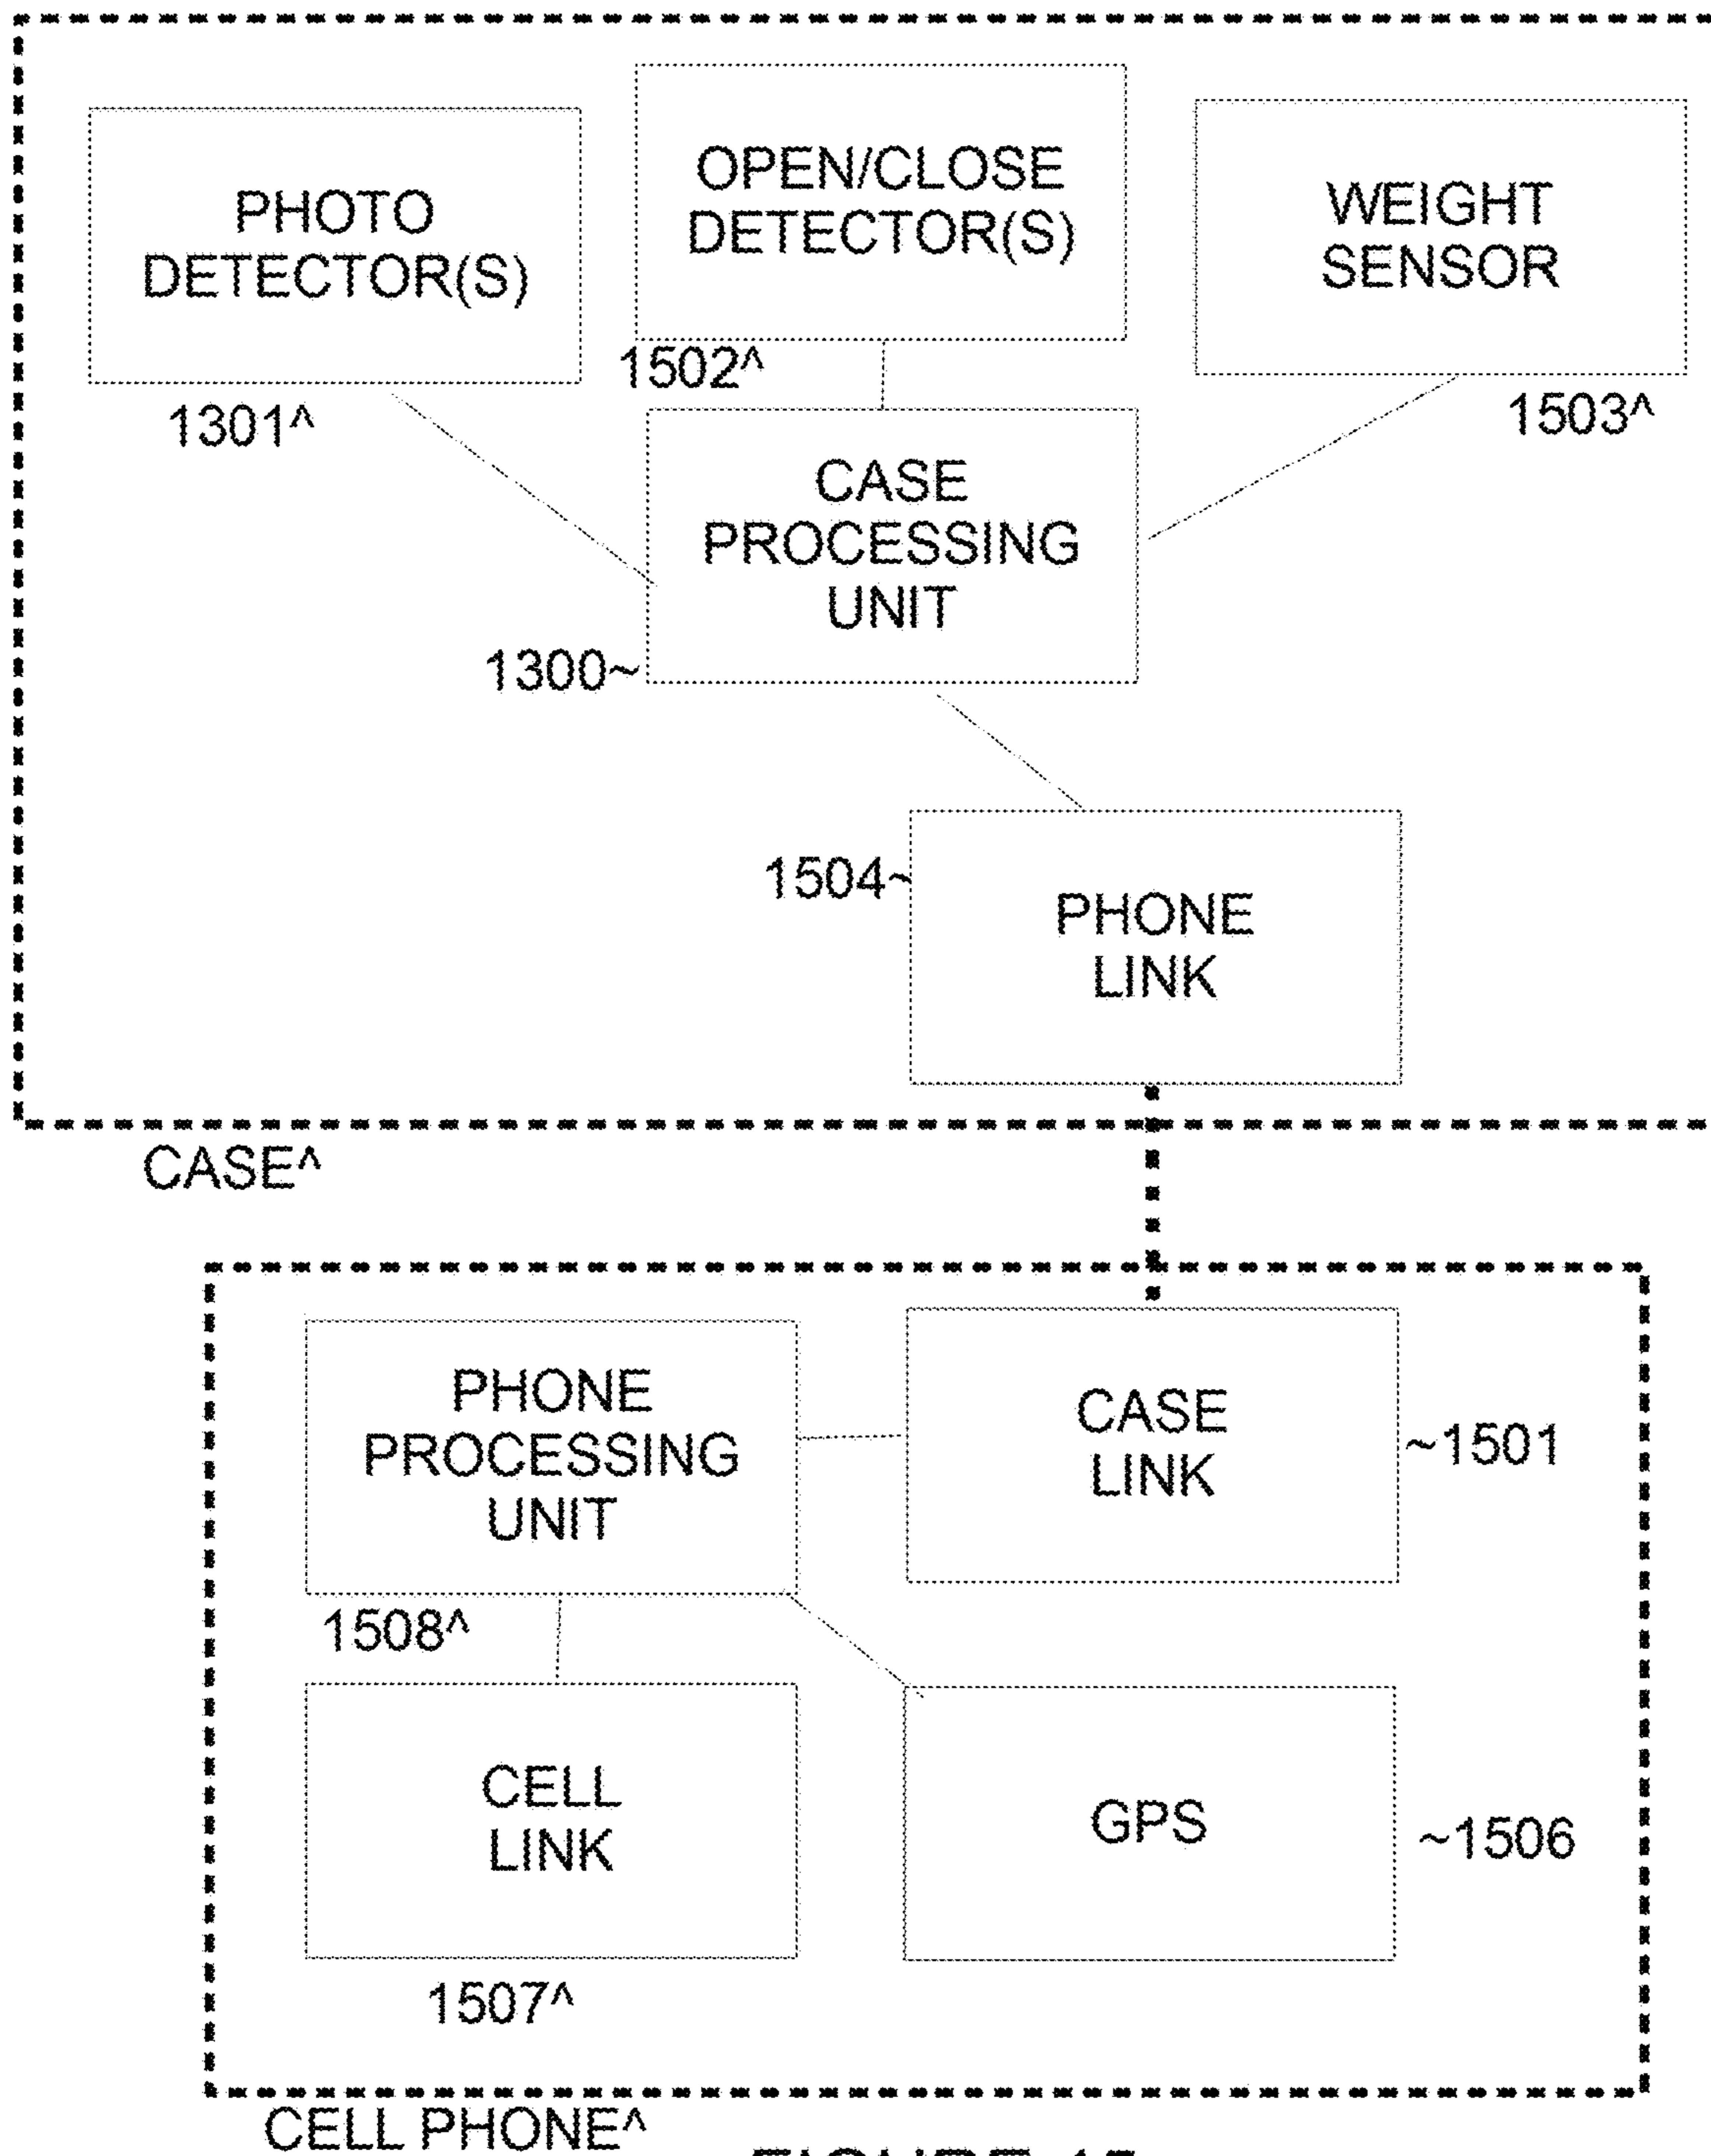 PHOTO
DETECTOR(S)
1301^
OPEN/CLOSE
DETECTOR(S)
1502^
WEIGHT
SENSOR
1503^
CASE
PROCESSING
UNIT
1300~
1504~
PHONE
LINK
CASE^
PHONE
PROCESSING
UNIT
1508^
CASE
LINK
~1501
CELL
LINK
1507^
GPS
~1506
CELL PHONE^